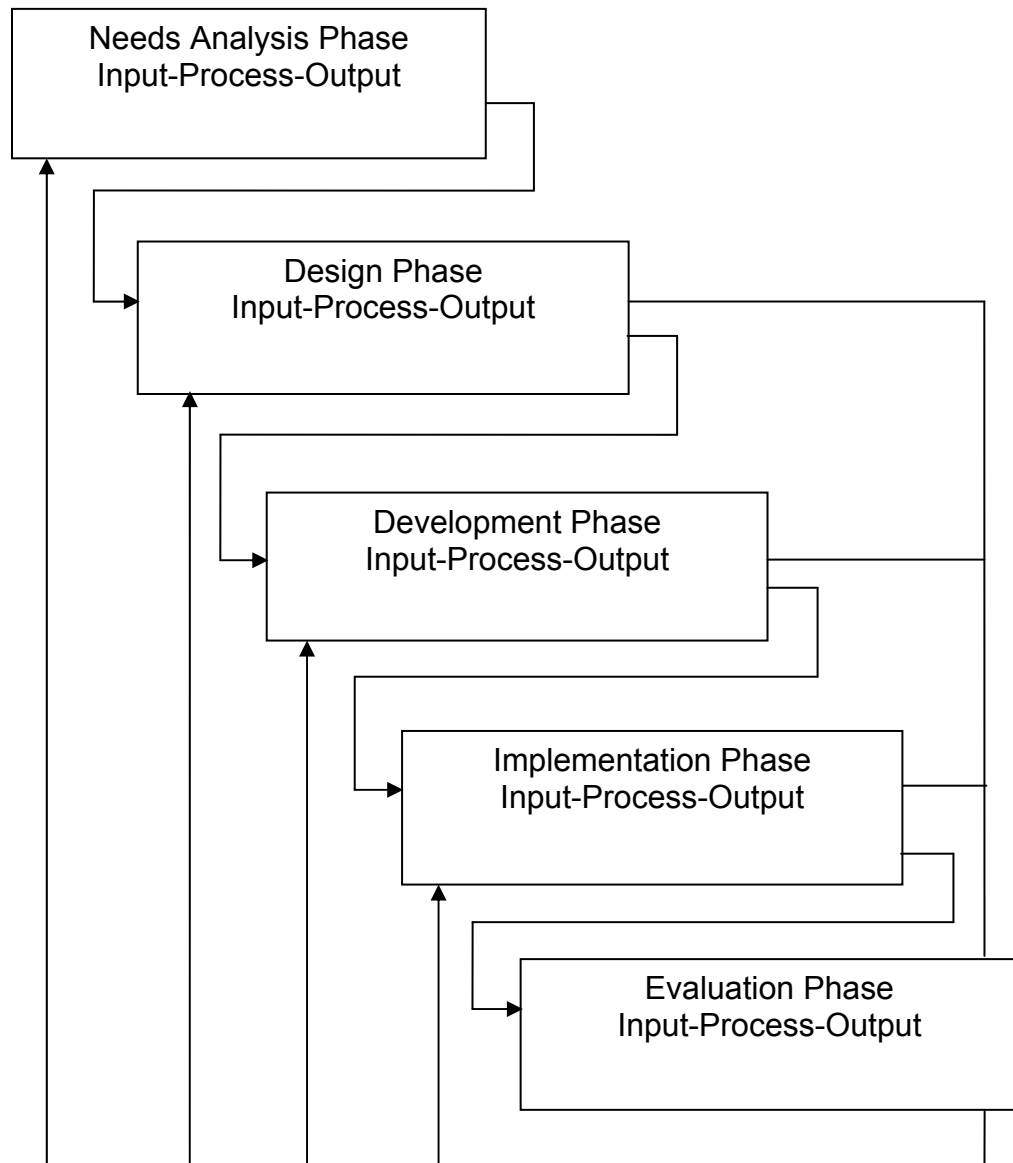 Needs Analysis Phase
Input-Process-Output
Design Phase
Input-Process-Output
Development Phase
Input-Process-Output
Implementation Phase
Input-Process-Output
Evaluation Phase
Input-Process-Output